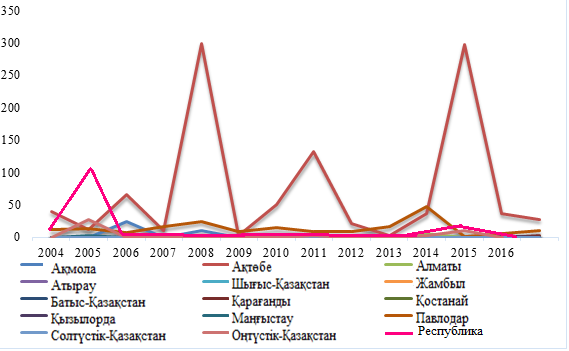 350
300
250
200
150
100
50
0
2004 2005 2006 2007 2008 2009 2010 2011 2012 2013 2014 2015 2016
Ақмола Ақтөбе Алматы
Атырау Шығыс-Қазақстан Жамбыл
Батыс-Қазақстан Қарағанды Қостанай
Қызылорда Маңғыстау Павлодар
Солтүстік-Қазақстан Оңтүстік-Қазақстан Республика